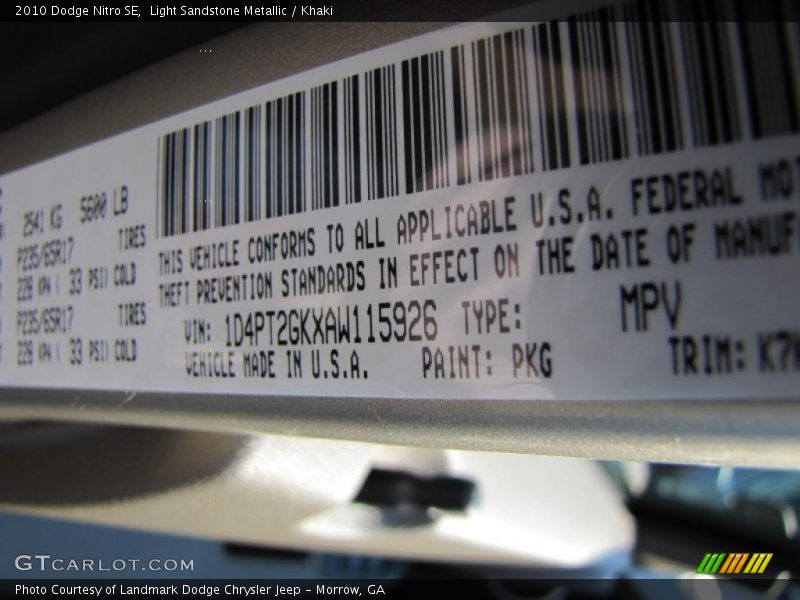 2010 Dodge Nitro SE,  Light Sandstone Metallic / Khaki
2541 KG 5600 LB
P235/65R17 TIRES
228 KPA ( 33 PSI) COLD
P235/65R17 TIRES
228 KPA ( 33 PSI) COLD
THIS VEHICLE CONFORMS TO ALL APPLICABLE U.S.A. FEDERAL MOT
THEFT PREVENTION STANDARDS IN EFFECT ON THE DATE OF MANUF
VIN: 1D4PT2GKXAW115926 TYPE: MPV
VEHICLE MADE IN U.S.A. PAINT: PKG TRIM: K7
GTCARLOT.COM
Photo Courtesy of Landmark Dodge Chrysler Jeep - Morrow, GA